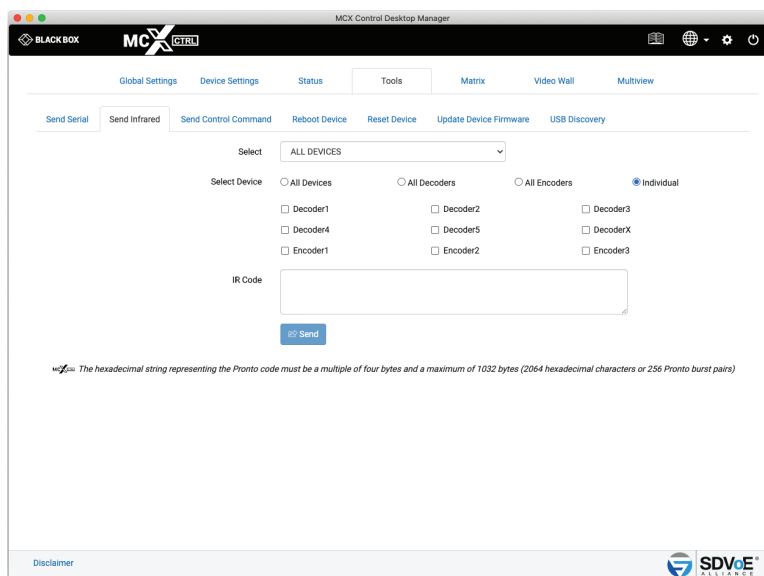 MCX Control Desktop Manager
BLACK BOX MCX CTRL
Global Settings Device Settings Status Tools Matrix Video Wall Multiview
Send Serial Send Infrared Send Control Command Reboot Device Reset Device Update Device Firmware USB Discovery
Select ALL DEVICES
Select Device All Devices All Decoders All Encoders Individual
Decoder1 Decoder2 Decoder3
Decoder4 Decoder5 DecoderX
Encoder1 Encoder2 Encoder3
IR Code
Send
MCX CTRL The hexadecimal string representing the Pronto code must be a multiple of four bytes and a maximum of 1032 bytes (2064 hexadecimal characters or 256 Pronto burst pairs)
Disclaimer SDVoE®
ALLIANCE